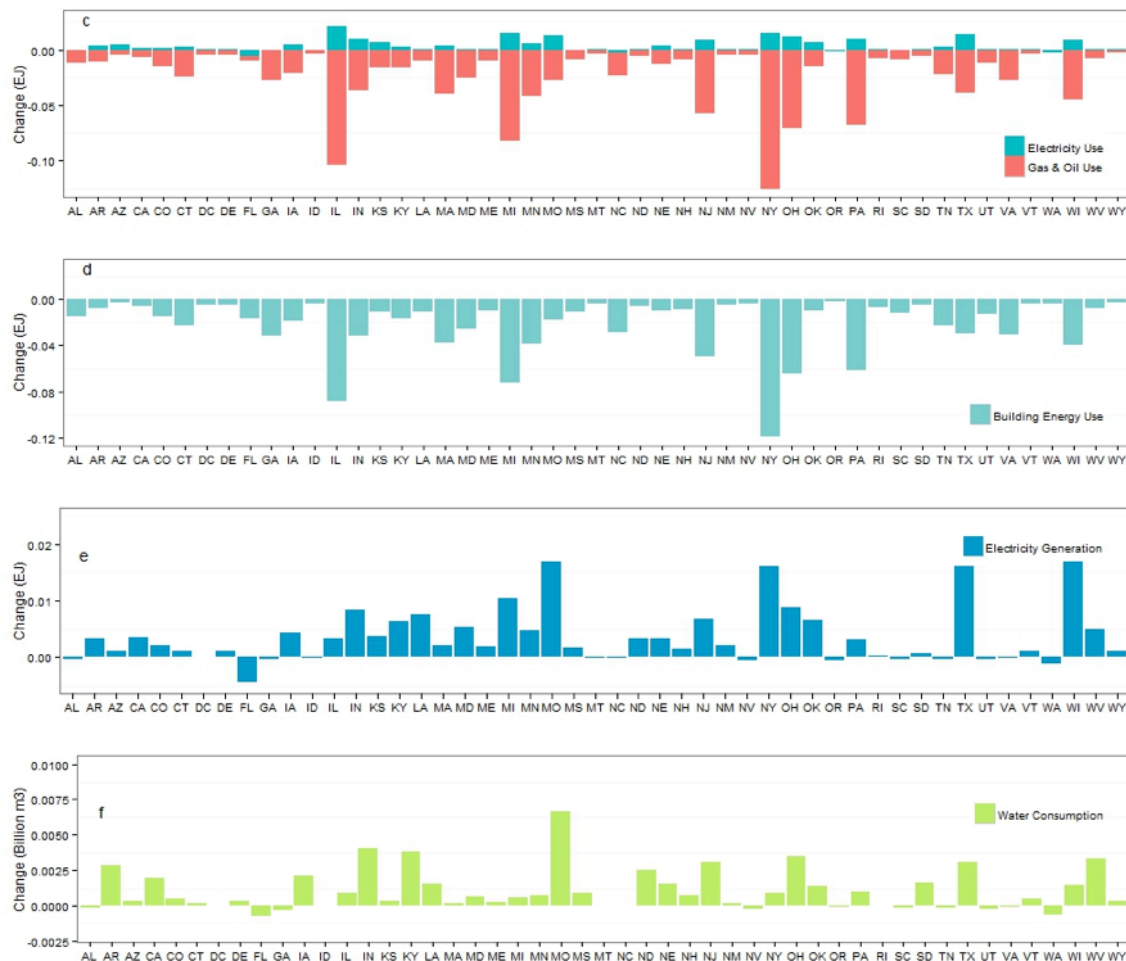 c
Change (EJ)
0.00
-0.05
-0.10
Electricity Use
Gas & Oil Use
AL AR AZ CA CO CT DC DE FL GA IA ID IL IN KS KY LA MA MD ME MI MN MO MS MT NC ND NE NH NJ NM NV NY OH OK OR PA RI SC SD TN TX UT VA VT WA WI WV WY
d
Change (EJ)
0.00
-0.04
-0.08
-0.12
Building Energy Use
AL AR AZ CA CO CT DC DE FL GA IA ID IL IN KS KY LA MA MD ME MI MN MO MS MT NC ND NE NH NJ NM NV NY OH OK OR PA RI SC SD TN TX UT VA VT WA WI WV WY
e
Change (EJ)
0.02
0.01
0.00
Electricity Generation
AL AR AZ CA CO CT DC DE FL GA IA ID IL IN KS KY LA MA MD ME MI MN MO MS MT NC ND NE NH NJ NM NV NY OH OK OR PA RI SC SD TN TX UT VA VT WA WI WV WY
f
Change (Billion m3)
0.0100
0.0075
0.0050
0.0025
0.0000
-0.0025
Water Consumption
AL AR AZ CA CO CT DC DE FL GA IA ID IL IN KS KY LA MA MD ME MI MN MO MS MT NC ND NE NH NJ NM NV NY OH OK OR PA RI SC SD TN TX UT VA VT WA WI WV WY